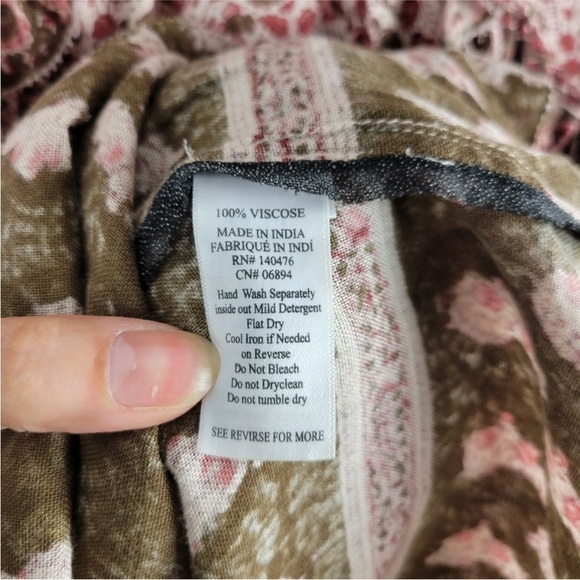 100% VISCOSE
MADE IN INDIA
FABRIQUÉ IN INDÍ
RN# 140476
CN# 06894
Hand Wash Separately
inside out Mild Detergent
Flat Dry
Cool Iron if Needed
on Reverse
Do Not Bleach
Do not Dryclean
Do not tumble dry
SEE REVIRSE FOR MORE